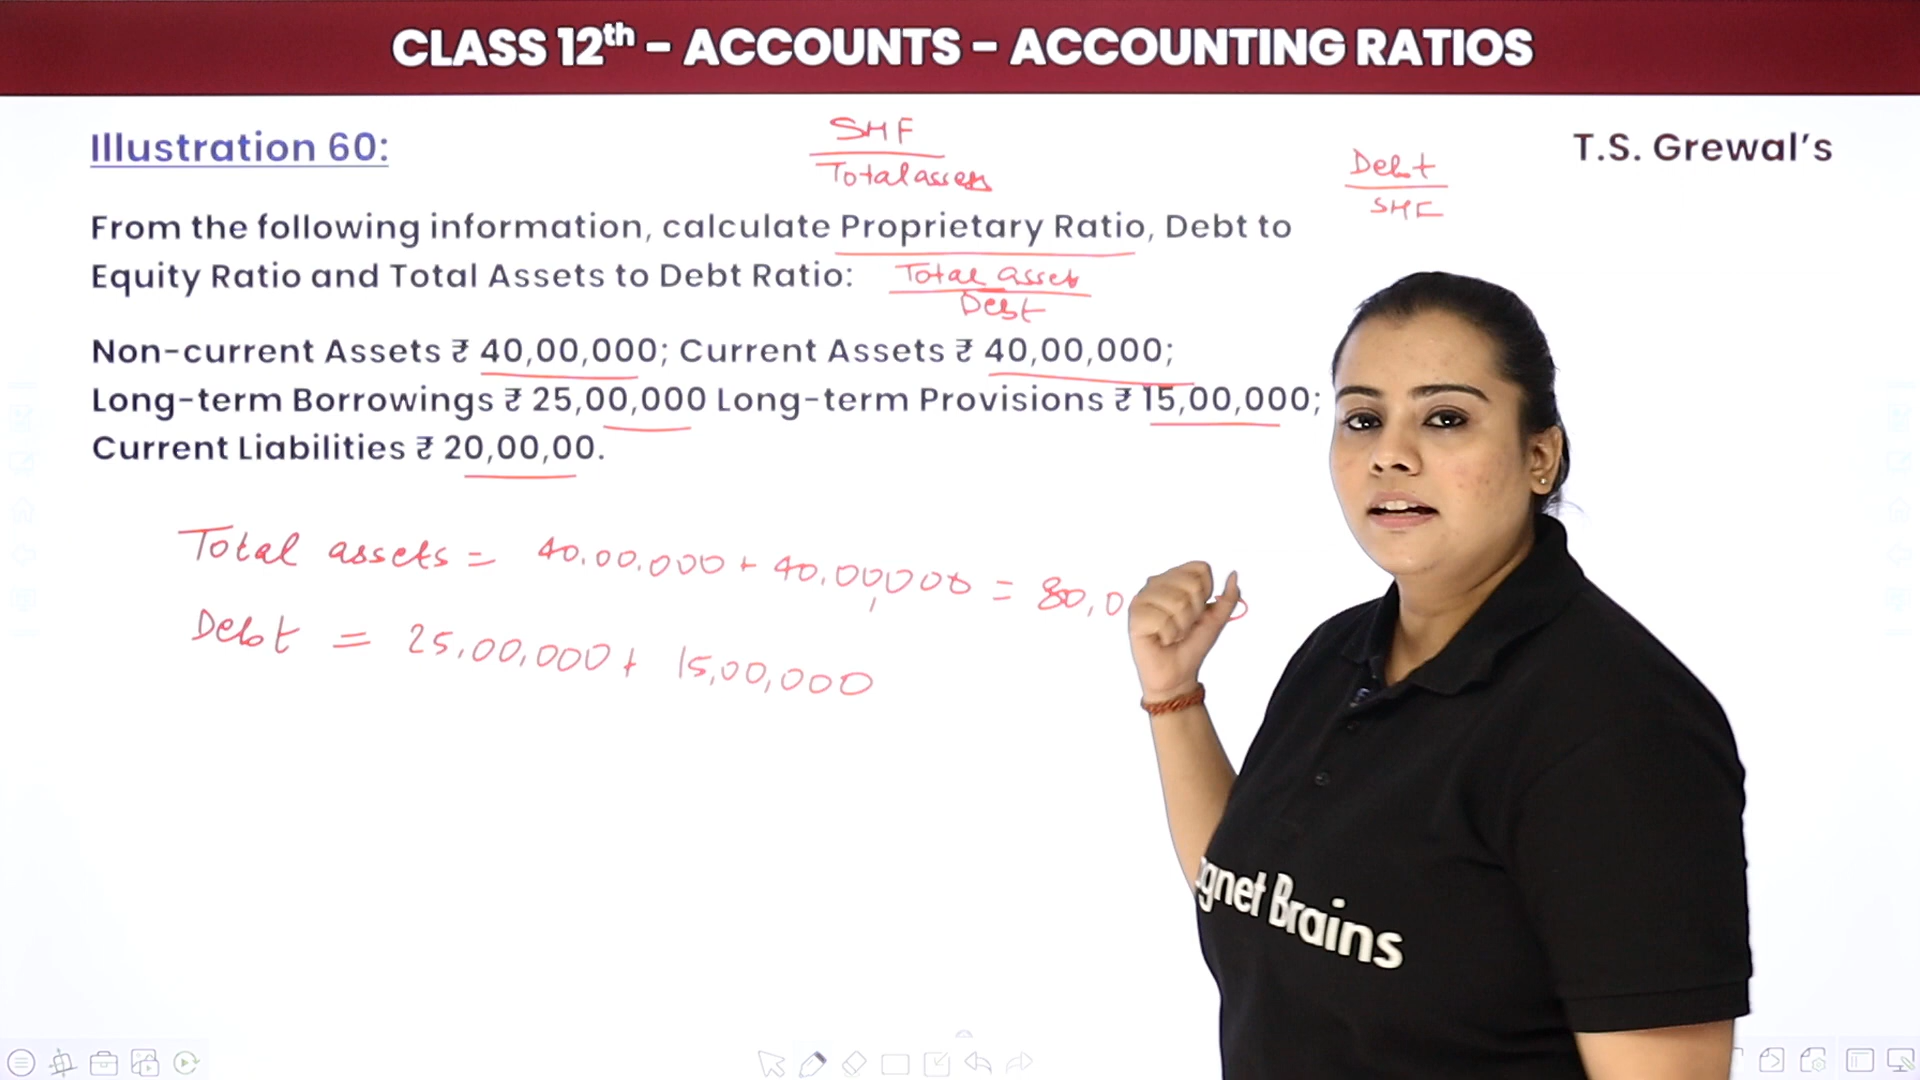 CLASS 12th – ACCOUNTS – ACCOUNTING RATIOS
Illustration 60:
SHF
Total assets
Debt
SHF
T.S. Grewal's
From the following information, calculate Proprietary Ratio, Debt to
Equity Ratio and Total Assets to Debt Ratio:
Total asset
Debt
Non-current Assets ₹ 40,00,000; Current Assets ₹ 40,00,000;
Long-term Borrowings ₹ 25,00,000 Long-term Provisions ₹ 15,00,000;
Current Liabilities ₹ 20,00,00.
Total assets = 40,00,000 + 40,00,000 = 80,0
Debt = 25,00,000 + 15,00,000
gnet Brains